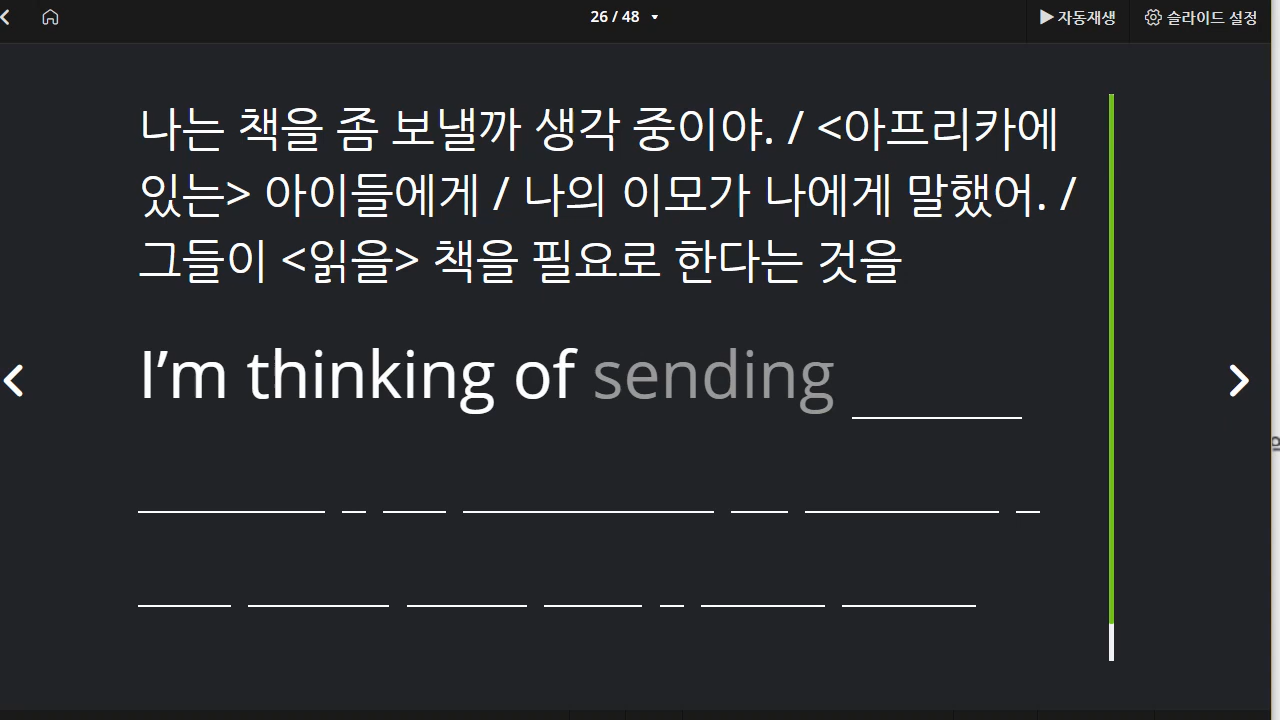 26 / 48
▶ 자동재생
슬라이드 설정
나는 책을 좀 보낼까 생각 중이야. / <아프리카에
있는> 아이들에게 / 나의 이모가 나에게 말했어. /
그들이 <읽을> 책을 필요로 한다는 것을
I’m thinking of sending